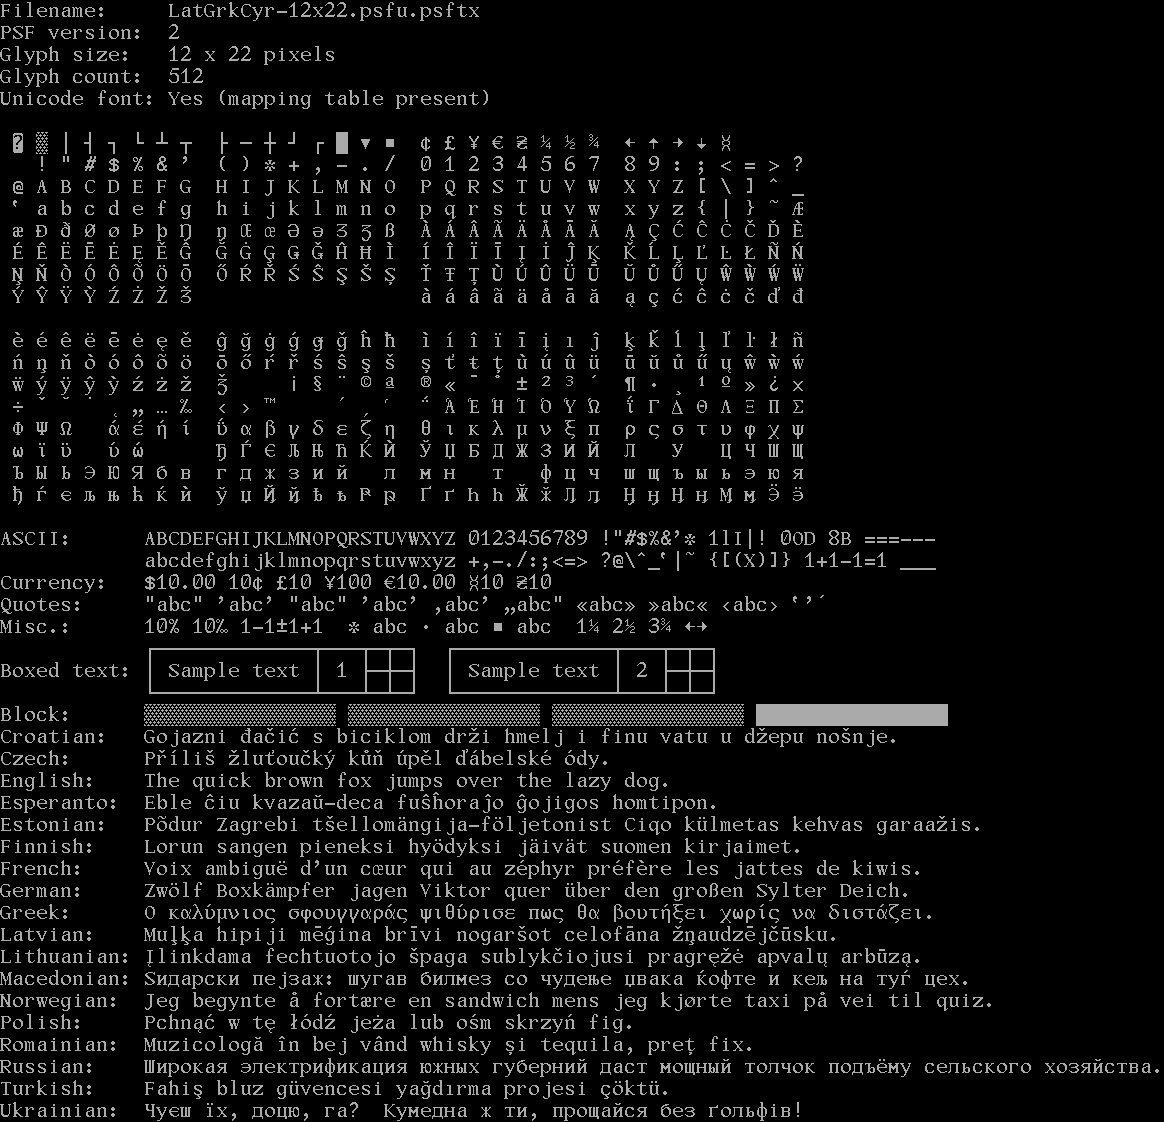 Filename:     LatGrkCyr-12x22.psfu.psftx
PSF version:  2
Glyph size:   12 x 22 pixels
Glyph count:  512
Unicode font: Yes (mapping table present)
? ▒ │ ┤ ┐ └ ┴ ┬  ├ ─ ┼ ┘ ┌ █ ▼ ▪  ¢ £ ¥ € ₴ ¼ ½ ¾  ← ↑ → ↓
! " # $ % & ’  ( ) * + , - . /  0 1 2 3 4 5 6 7  8 9 : ; < = > ?
@ A B C D E F G  H I J K L M N O  P Q R S T U V W  X Y Z [ \ ] ^ _
‛ a b c d e f g  h i j k l m n o  p q r s t u v w  x y z { | } ~ Æ
æ Ð ð Ø ø Þ þ Ŋ  ŋ Œ œ Ə ə Ʒ ʒ ß  À Á Â Ã Ä Å Ā Ă  Ą Ç Ć Ĉ Ċ Č Ď È
É Ê Ë Ē Ė Ę Ě Ĝ  Ğ Ġ Ģ Ǥ Ǧ Ĥ Ħ Ì  Í Î Ï Ī Į İ Ĵ Ķ  Ǩ Ĺ Ļ Ľ Ŀ Ł Ñ Ń
Ņ Ň Ò Ó Ô Õ Ö Ō  Ő Ŕ Ř Ś Ŝ Š Ş Ș  Ť Ŧ Ț Ù Ú Û Ü Ū  Ŭ Ů Ű Ų Ŵ Ẁ Ẃ Ẅ
Ý Ŷ Ÿ Ỳ Ź Ż Ž Ǯ  à á â ã ä å ā ă  ą ç ć ĉ ċ č ď đ
è é ê ë ē ė ę ě  ĝ ğ ġ ģ ǥ ǧ ĥ ħ  ì í î ï ī į ı ĵ  ķ ǩ ĺ ļ ľ ŀ ł ñ
ń ņ ň ò ó ô õ ö  ō ő ŕ ř ś ŝ ş š  ș ť ŧ ț ù ú û ü  ū ŭ ů ű ų ŵ ẁ ẃ
ẅ ý ÿ ŷ ỳ ź ż ž  ǯ ¡ § ¨ © ª  ® « ¯ ° ± ² ³ ´  ¶ · ¸ ¹ º » ¿ ×
÷ ˇ ˘ ˙ ˛ „ … ‰  ‹ › ™  Ά Έ Ή Ί Ό Ύ Ώ  ΐ Γ Δ Θ Λ Ξ Π Σ
Φ Ψ Ω ά έ ή ί  ΰ α β γ δ ε ζ η  θ ι κ λ μ ν ξ π  ρ ς σ τ υ φ χ ψ
ω ϊ ϋ ύ ώ  Ђ Ѓ Є Љ Њ Ћ Ќ Ѝ  Ў Џ Б Д Ж З И Й  Л У Ц Ч Ш Щ
Ъ Ы Ь Э Ю Я б в  г д ж з и й л  м н т ф ц ч  ш щ ъ ы ь э ю я
ђ ѓ є љ њ ћ ќ ѝ  ў џ Ҋ ҋ Ҍ ҍ Ҏ ҏ  Ґ ґ Һ һ Ӂ ӂ Ӆ ӆ  Ӈ ӈ Ӊ ӊ Ӎ ӎ Ӭ ӭ
ASCII:      ABCDEFGHIJKLMNOPQRSTUVWXYZ 0123456789 !"#$%&’* 1lI|! 0OD 8B ===---
abcdefghijklmnopqrstuvwxyz +,-./:;<=> ?@\^_‛|~ {[(X)]} 1+1-1=1 ___
Currency:   $10.00 10¢ £10 ¥100 €10.00 ¤10 ₴10
Quotes:     "abc" ’abc’ "abc" ’abc’ ,abc’ „abc" «abc» »abc« ‹abc› ‛’´
Misc.:      10% 10‰ 1-1±1+1  * abc · abc ▪ abc  1¼ 2½ 3¾ ←→
Boxed text: Sample text 1 Sample text 2
Block:
Croatian:   Gojazni đačić s biciklom drži hmelj i finu vatu u džepu nošnje.
Czech:      Příliš žluťoučký kůň úpěl ďábelské ódy.
English:    The quick brown fox jumps over the lazy dog.
Esperanto:  Eble ĉiu kvazaŭ-deca fuŝĥoraĵo ĝojigos homtipon.
Estonian:   Põdur Zagrebi tšellomängija-följetonist Ciqo külmetas kehvas garaažis.
Finnish:    Lorun sangen pieneksi hyödyksi jäivät suomen kirjaimet.
French:     Voix ambiguë d’un cœur qui au zéphyr préfère les jattes de kiwis.
German:     Zwölf Boxkämpfer jagen Viktor quer über den großen Sylter Deich.
Greek:      Ο καλύμνιος σφουγγαράς ψιθύρισε πως θα βουτήξει χωρίς να διστάζει.
Latvian:    Muļķa hipiji mēģina brīvi nogaršot celofāna žņaudzējčūsku.
Lithuanian: Įlinkdama fechtuotojo špaga sublykčiojusi pragręžė apvalų arbūzą.
Macedonian: Ѕидарски пејзаж: шугав билмез со чудење џвака ќофте и кељ на туѓ цех.
Norwegian:  Jeg begynte å fortære en sandwich mens jeg kjørte taxi på vei til quiz.
Polish:     Pchnąć w tę łódź jeża lub ośm skrzyń fig.
Romainian:  Muzicologă în bej vând whisky și tequila, preț fix.
Russian:    Широкая электрификация южных губерний даст мощный толчок подъёму сельского хозяйства.
Turkish:    Fahiş bluz güvencesi yağdırma projesi çöktü.
Ukrainian:  Чуєш їх, доцю, га?  Кумедна ж ти, прощайся без ґольфів!